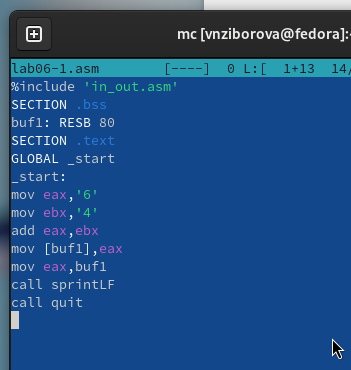 mc [vnziborova@fedora]:
lab06-1.asm [----] 0 L:[ 1+13 14/
%include 'in_out.asm'
SECTION .bss
buf1: RESB 80
SECTION .text
GLOBAL _start
_start:
mov eax,'6'
mov ebx,'4'
add eax,ebx
mov [buf1],eax
mov eax,buf1
call sprintLF
call quit